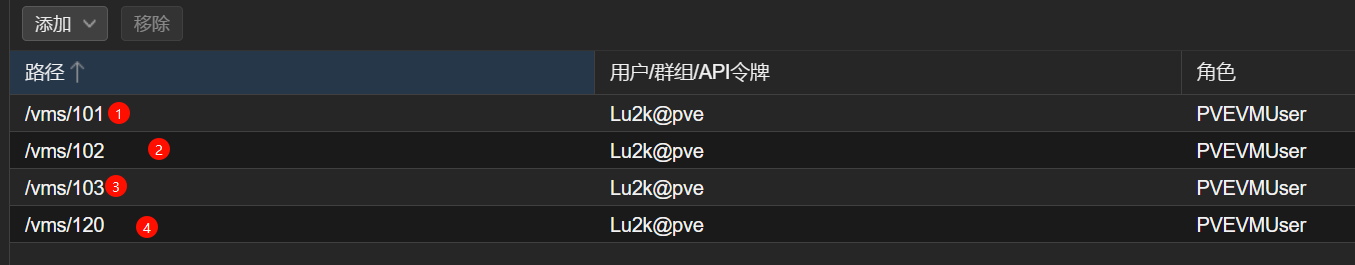 添加 移除
路径 用户/群组/API令牌 角色
/vms/101 1 Lu2k@pve PVEVMUser
/vms/102 2 Lu2k@pve PVEVMUser
/vms/103 3 Lu2k@pve PVEVMUser
/vms/120 4 Lu2k@pve PVEVMUser